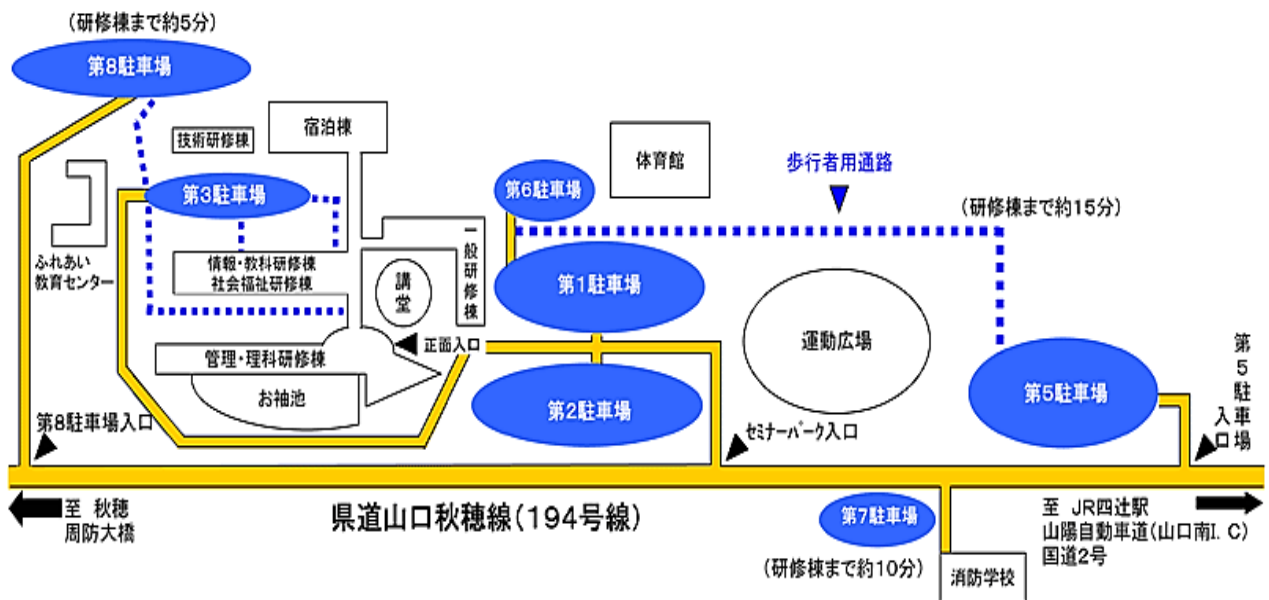 (研修棟まで約5分)
第8駐車場
技術研修棟
宿泊棟
体育館
第3駐車場
第6駐車場
歩行者用通路
(研修棟まで約15分)
ふれあい
教育センター
情報・教科研修棟
社会福祉研修棟
講堂
一般研修棟
第1駐車場
運動広場
正面入口
管理・理科研修棟
お袖池
第2駐車場
第5駐車場
第5駐車場
入口
第8駐車場入口
セミナーパーク入口
至 秋穂
周防大橋
県道山口秋穂線(194号線)
第7駐車場
(研修棟まで約10分)
消防学校
至 JR四辻駅
山陽自動車道(山口南I.C)
国道2号